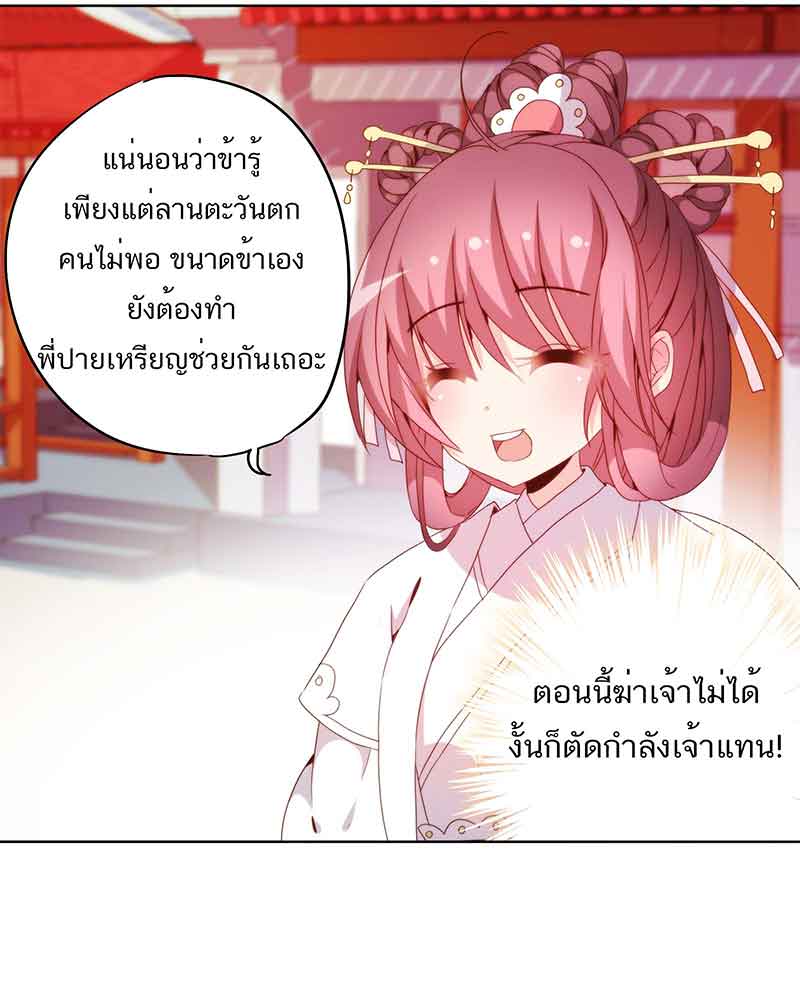 แน่นอนว่าข้ารู้
เพียงแต่ลานตะวันตก
คนไม่พอ ขนาดข้าเอง
ยังต้องทำ
พี่ปายเหรียญช่วยกันเถอะ
ตอนนี้ฆ่าเจ้าไม่ได้
งั้นก็ตัดกำลังเจ้าแทน!